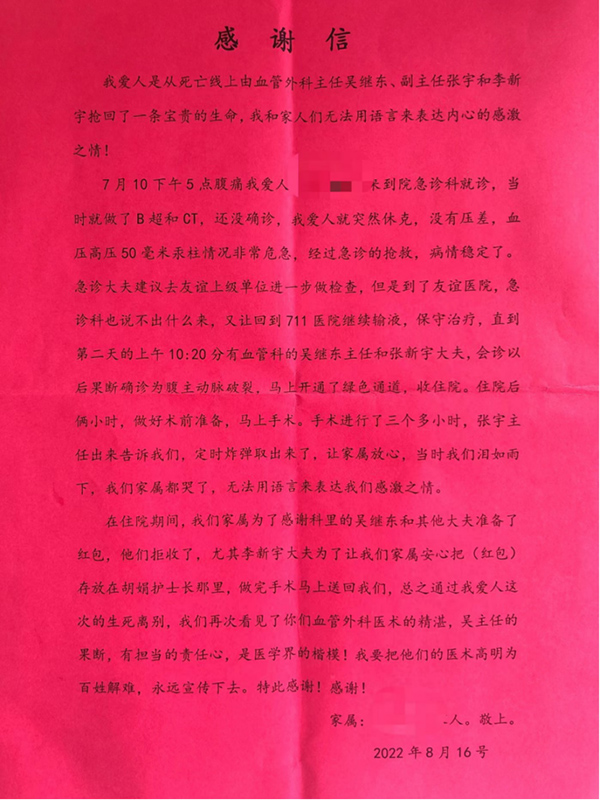 感谢信
我爱人是从死亡线上由血管外科主任吴继东、副主任张宇和李新
宇抢回了一条宝贵的生命，我和家人们无法用语言来表达内心的感激
之情！
7月10下午5点腹痛我爱人 来到院急诊科就诊，当
时就做了B超和CT，还没确诊，我爱人就突然休克，没有压差，血
压高压50毫米汞柱情况非常危急，经过急诊的抢救，病情稳定了。
急诊大夫建议去友谊上级单位进一步做检查，但是到了友谊医院，急
诊科也说不出什么来，又让回到711医院继续输液，保守治疗，直到
第二天的上午10:20分有血管科的吴继东主任和张新宇大夫，会诊以
后果断确诊为腹主动脉破裂，马上开通了绿色通道，收住院。住院后
俩小时，做好术前准备，马上手术。手术进行了三个多小时，张宇主
任出来告诉我们，定时炸弹取出来了，让家属放心，当时我们泪如雨
下，我们家属都哭了，无法用语言来表达我们感激之情。
在住院期间，我们家属为了感谢科里的吴继东和其他大夫准备了
红包，他们拒收了，尤其李新宇大夫为了让我们家属安心把（红包）
存放在胡娟护士长那里，做完手术马上送回我们，总之通过我爱人这
次的生死离别，我们再次看见了你们血管外科医术的精湛，吴主任的
果断，有担当的责任心，是医学界的楷模！我要把他们的医术高明为
百姓解难，永远宣传下去。特此感谢！感谢！
家属： 人。敬上。
2022年8月16号